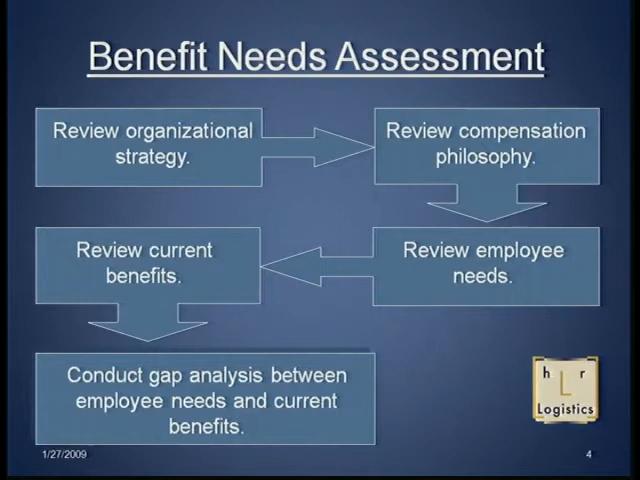 Benefit Needs Assessment
Review organizational
strategy.
Review compensation
philosophy.
Review employee
needs.
Review current
benefits.
Conduct gap analysis between
employee needs and current
benefits.
h r
L
Logistics
1/27/2009
4